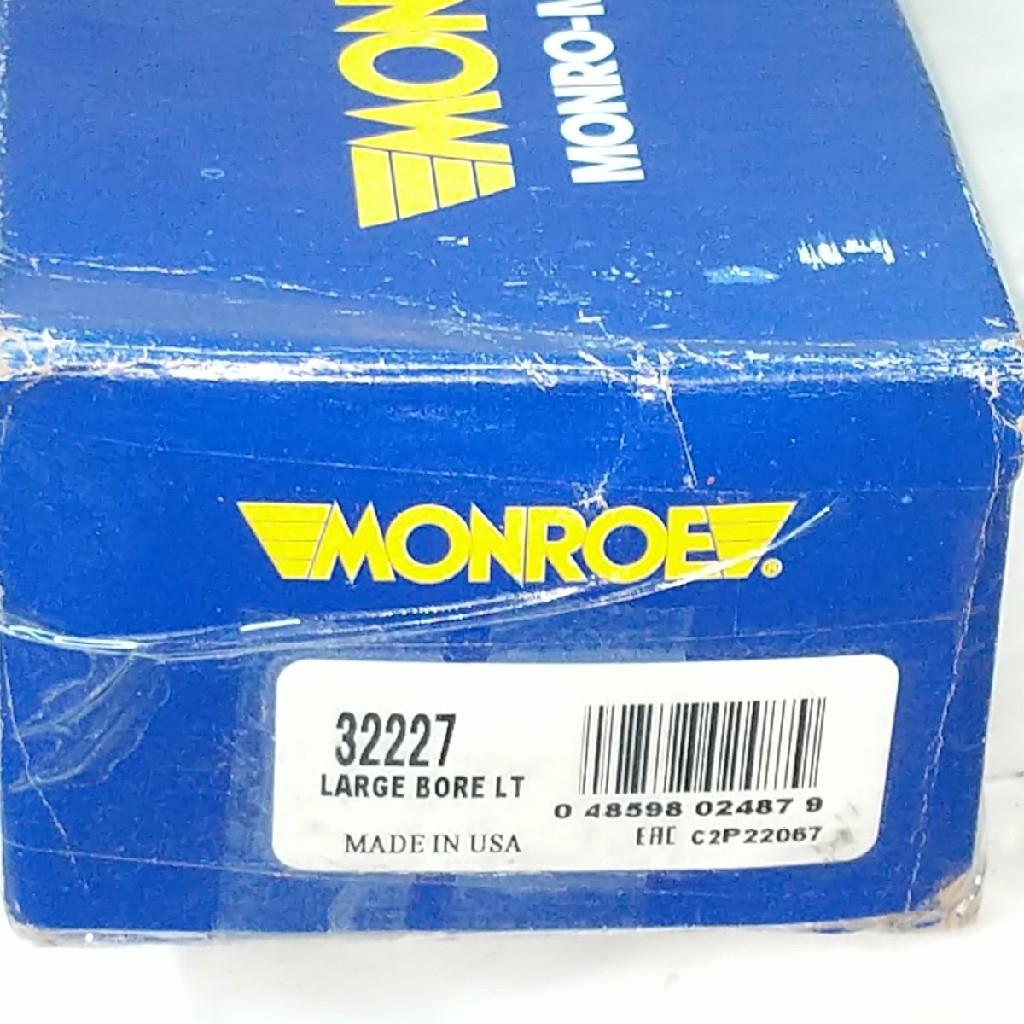 MONRO-M
MONROE®
32227
LARGE BORE LT
MADE IN USA
0 48598 02487 9
EAC C2P22067